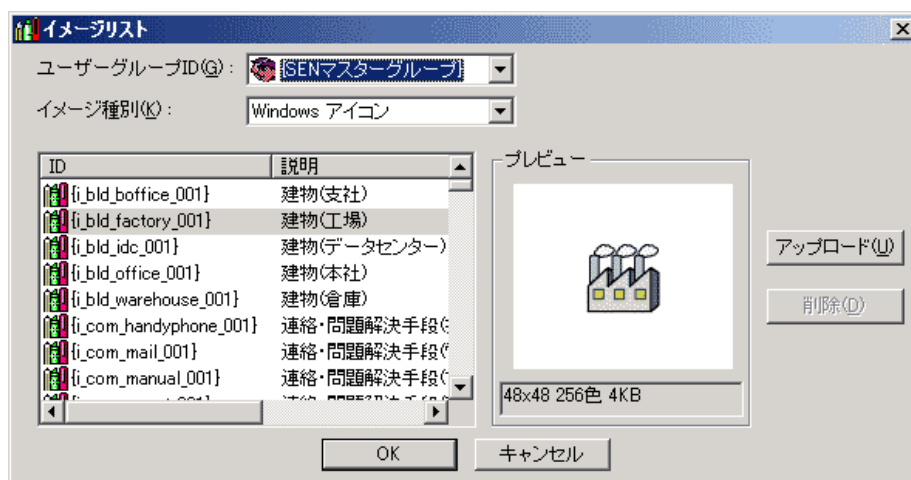 イメージリスト
ユーザーグループID(G): [SENマスターグループ]
イメージ種別(K): Windows アイコン
ID 説明
{i_bld_boffice_001} 建物(支社)
{i_bld_factory_001} 建物(工場)
{i_bld_idc_001} 建物(データセンター)
{i_bld_office_001} 建物(本社)
{i_bld_warehouse_001} 建物(倉庫)
{i_com_handyphone_001} 連絡・問題解決手段(
{i_com_mail_001} 連絡・問題解決手段(
{i_com_manual_001} 連絡・問題解決手段(
プレビュー
48x48 256色 4KB
アップロード(U)
削除(D)
OK キャンセル